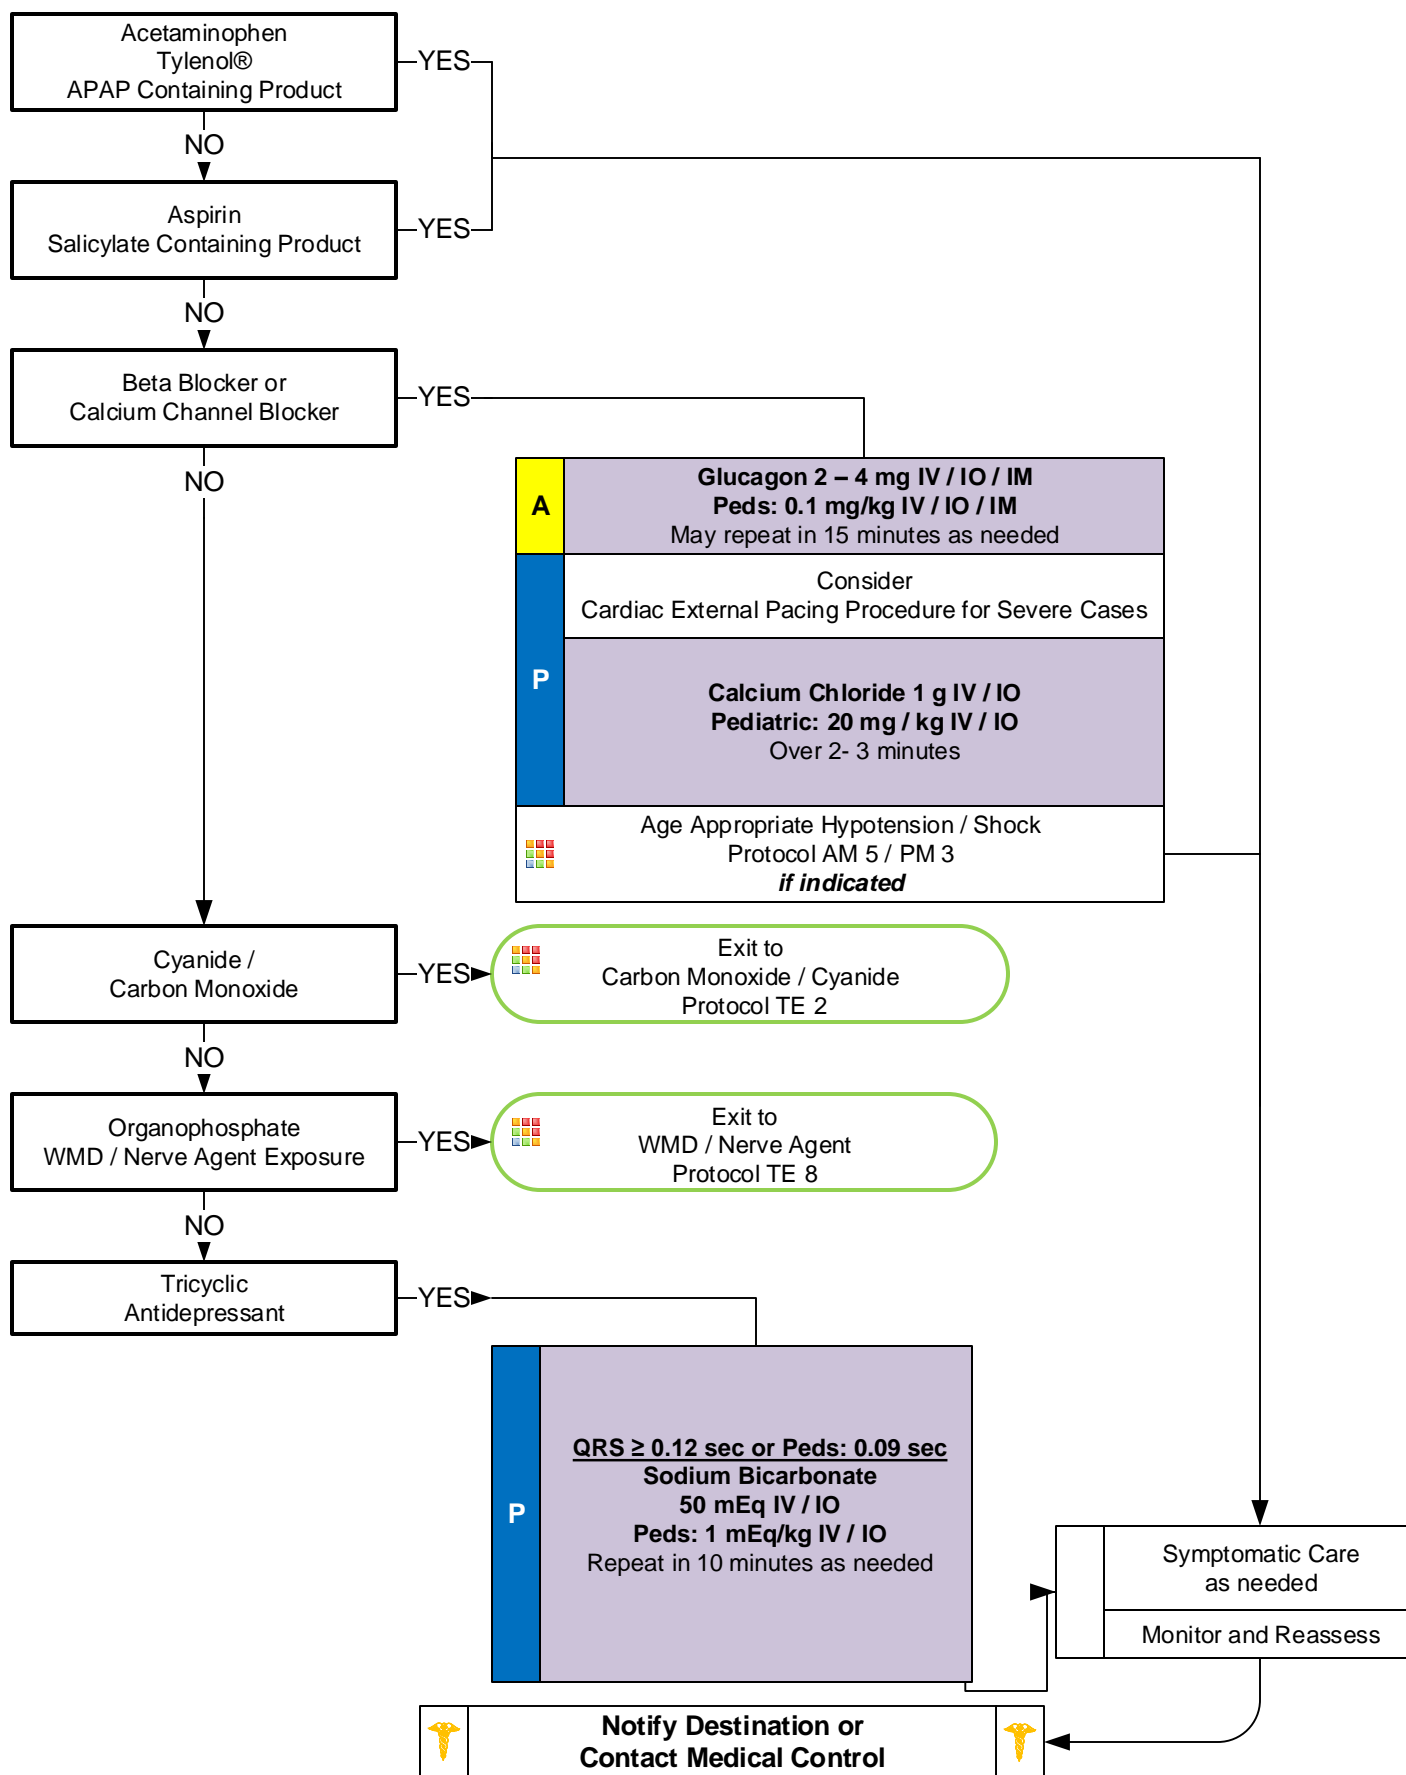 Acetaminophen
Tylenol®
APAP Containing Product
YES
NO
Aspirin
Salicylate Containing Product
YES
NO
Beta Blocker or
Calcium Channel Blocker
YES
NO
A
Glucagon 2 – 4 mg IV / IO / IM
Peds: 0.1 mg/kg IV / IO / IM
May repeat in 15 minutes as needed
P
Consider
Cardiac External Pacing Procedure for Severe Cases
Calcium Chloride 1 g IV / IO
Pediatric: 20 mg / kg IV / IO
Over 2- 3 minutes
Age Appropriate Hypotension / Shock
Protocol AM 5 / PM 3
if indicated
Cyanide /
Carbon Monoxide
YES
Exit to
Carbon Monoxide / Cyanide
Protocol TE 2
NO
Organophosphate
WMD / Nerve Agent Exposure
YES
Exit to
WMD / Nerve Agent
Protocol TE 8
NO
Tricyclic
Antidepressant
YES
P
QRS ≥ 0.12 sec or Peds: 0.09 sec
Sodium Bicarbonate
50 mEq IV / IO
Peds: 1 mEq/kg IV / IO
Repeat in 10 minutes as needed
Symptomatic Care
as needed
Monitor and Reassess
Notify Destination or
Contact Medical Control